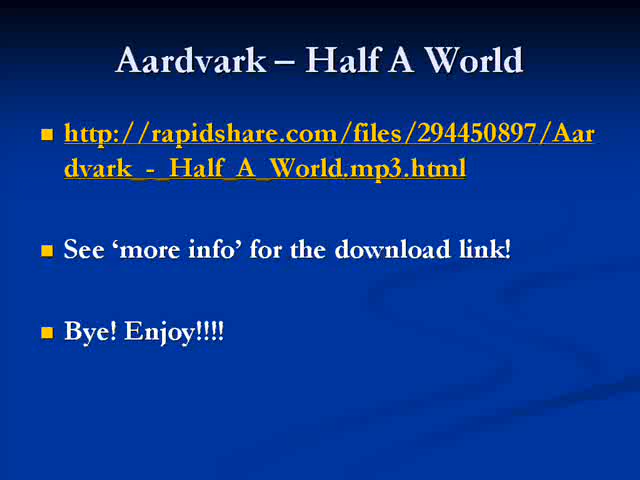 Aardvark – Half A World
http://rapidshare.com/files/294450897/Aar
dvark_-_Half_A_World.mp3.html
See ‘more info’ for the download link!
Bye! Enjoy!!!!